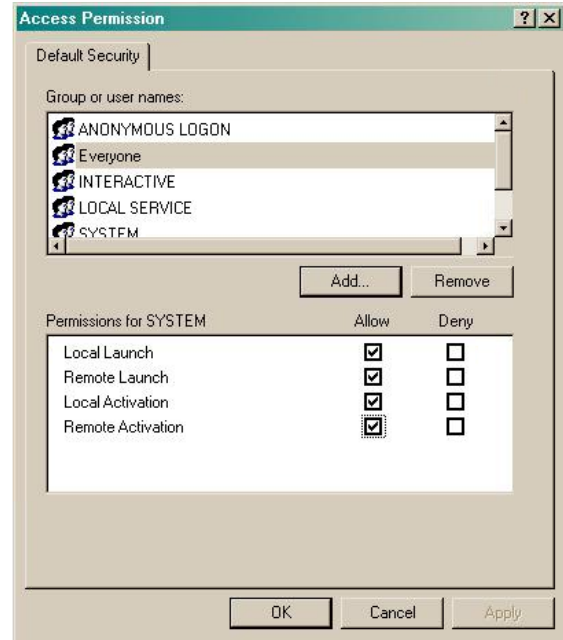 Access Permission
Default Security
Group or user names:
ANONYMOUS LOGON
Everyone
INTERACTIVE
LOCAL SERVICE
SYSTEM
Add... Remove
Permissions for SYSTEM Allow Deny
Local Launch
Remote Launch
Local Activation
Remote Activation
OK Cancel Apply